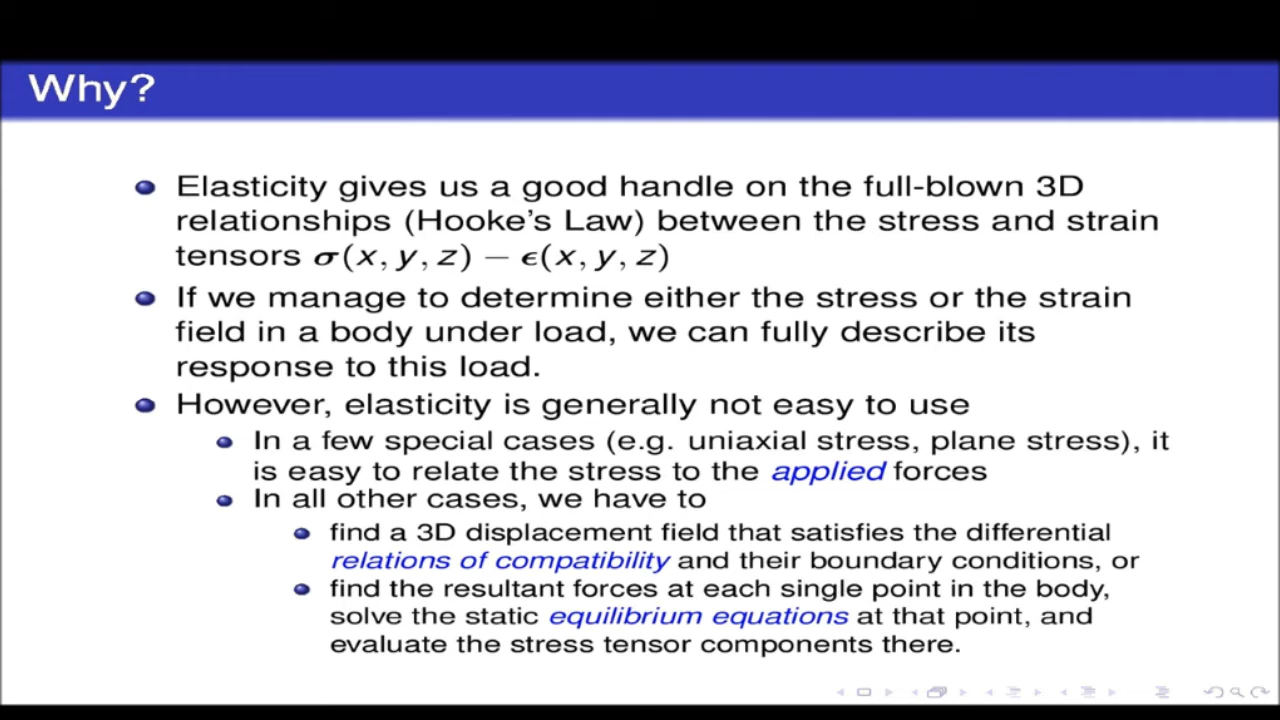 Why?
Elasticity gives us a good handle on the full-blown 3D
relationships (Hooke's Law) between the stress and strain
tensors σ(x, y, z) − ϵ(x, y, z)
If we manage to determine either the stress or the strain
field in a body under load, we can fully describe its
response to this load.
However, elasticity is generally not easy to use
In a few special cases (e.g. uniaxial stress, plane stress), it
is easy to relate the stress to the applied forces
In all other cases, we have to
find a 3D displacement field that satisfies the differential
relations of compatibility and their boundary conditions, or
find the resultant forces at each single point in the body,
solve the static equilibrium equations at that point, and
evaluate the stress tensor components there.